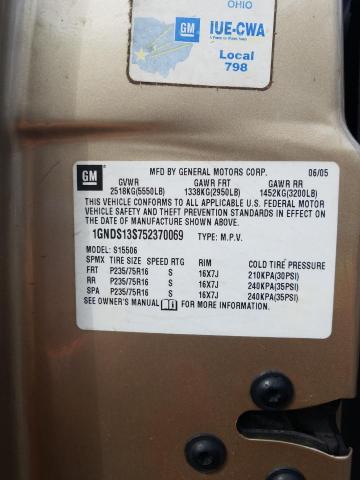 OHIO
GM
IUE-CWA
Local
798
GM
MFD BY GENERAL MOTORS CORP. 06/05
GVWR GAWR FRT GAWR RR
2518KG(5550LB) 1338KG(2950LB) 1452KG(3200LB)
THIS VEHICLE CONFORMS TO ALL APPLICABLE U.S. FEDERAL MOTOR
VEHICLE SAFETY AND THEFT PREVENTION STANDARDS IN EFFECT
ON THE DATE OF MANUFACTURE SHOWN ABOVE.
1GNDS13S752370069 TYPE: M.P.V.
MODEL: S15506
SPMX TIRE SIZE SPEED RTG RIM COLD TIRE PRESSURE
FRT P235/75R16 S 16X7J 210KPA(30PSI)
RR P235/75R16 S 16X7J 240KPA(35PSI)
SPA P235/75R16 S 16X7J 240KPA(35PSI)
SEE OWNER'S MANUAL FOR MORE INFORMATION.